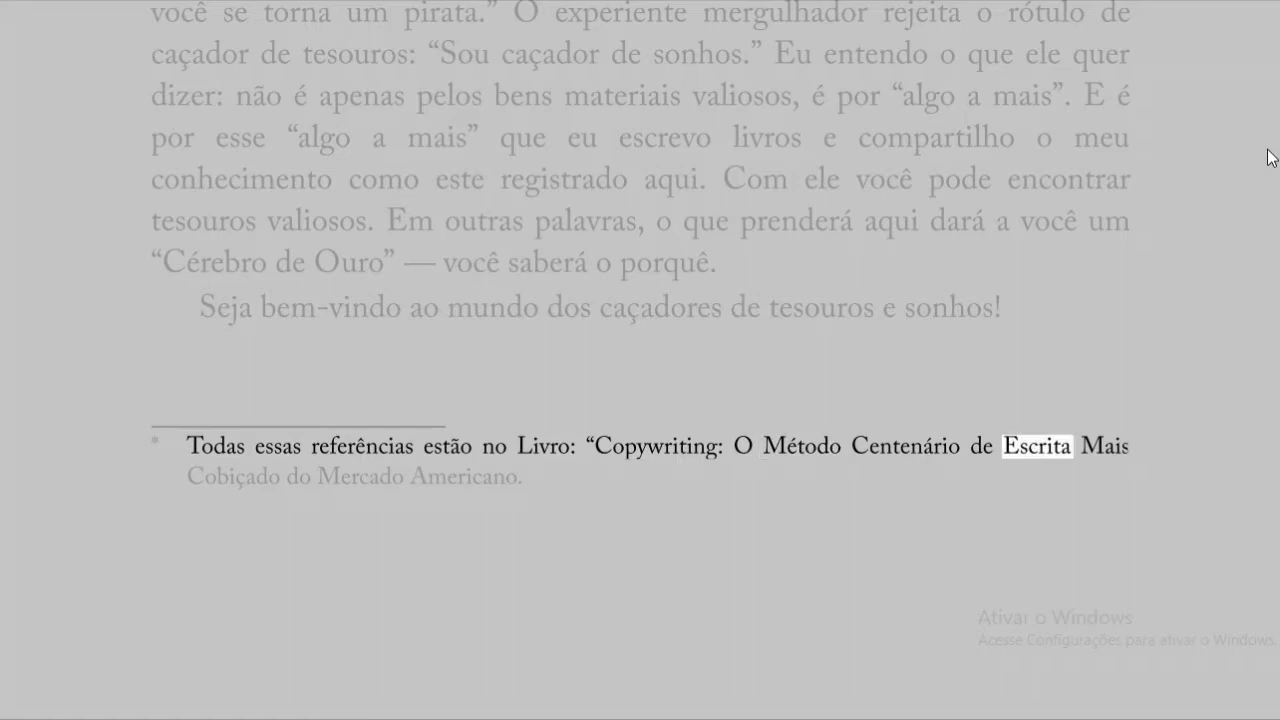 você se torna um pirata.” O experiente mergulhador rejeita o rótulo de
caçador de tesouros: “Sou caçador de sonhos.” Eu entendo o que ele quer
dizer: não é apenas pelos bens materiais valiosos, é por “algo a mais”. E é
por esse “algo a mais” que eu escrevo livros e compartilho o meu
conhecimento como este registrado aqui. Com ele você pode encontrar
tesouros valiosos. Em outras palavras, o que prenderá aqui dará a você um
“Cérebro de Ouro” — você saberá o porquê.
Seja bem-vindo ao mundo dos caçadores de tesouros e sonhos!
* Todas essas referências estão no Livro: “Copywriting: O Método Centenário de Escrita Mais
Cobiçado do Mercado Americano.
Ativar o Windows
Acesse Configurações para ativar o Windows.